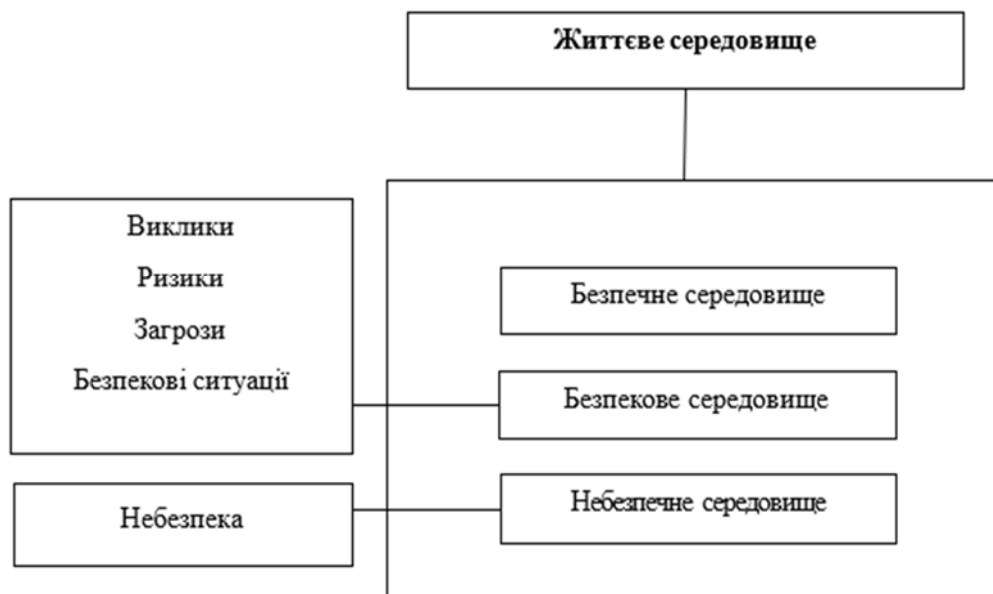 Життєве середовище
Виклики
Ризики
Загрози
Безпекові ситуації
Небезпека
Безпечне середовище
Безпекове середовище
Небезпечне середовище